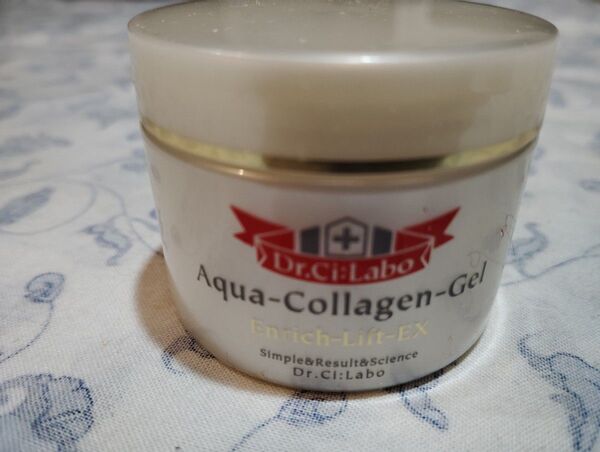 Dr.Ci:Labo
Aqua-Collagen-Gel
Enrich-Lift-EX
Simple&Result&Science
Dr.Ci:Labo